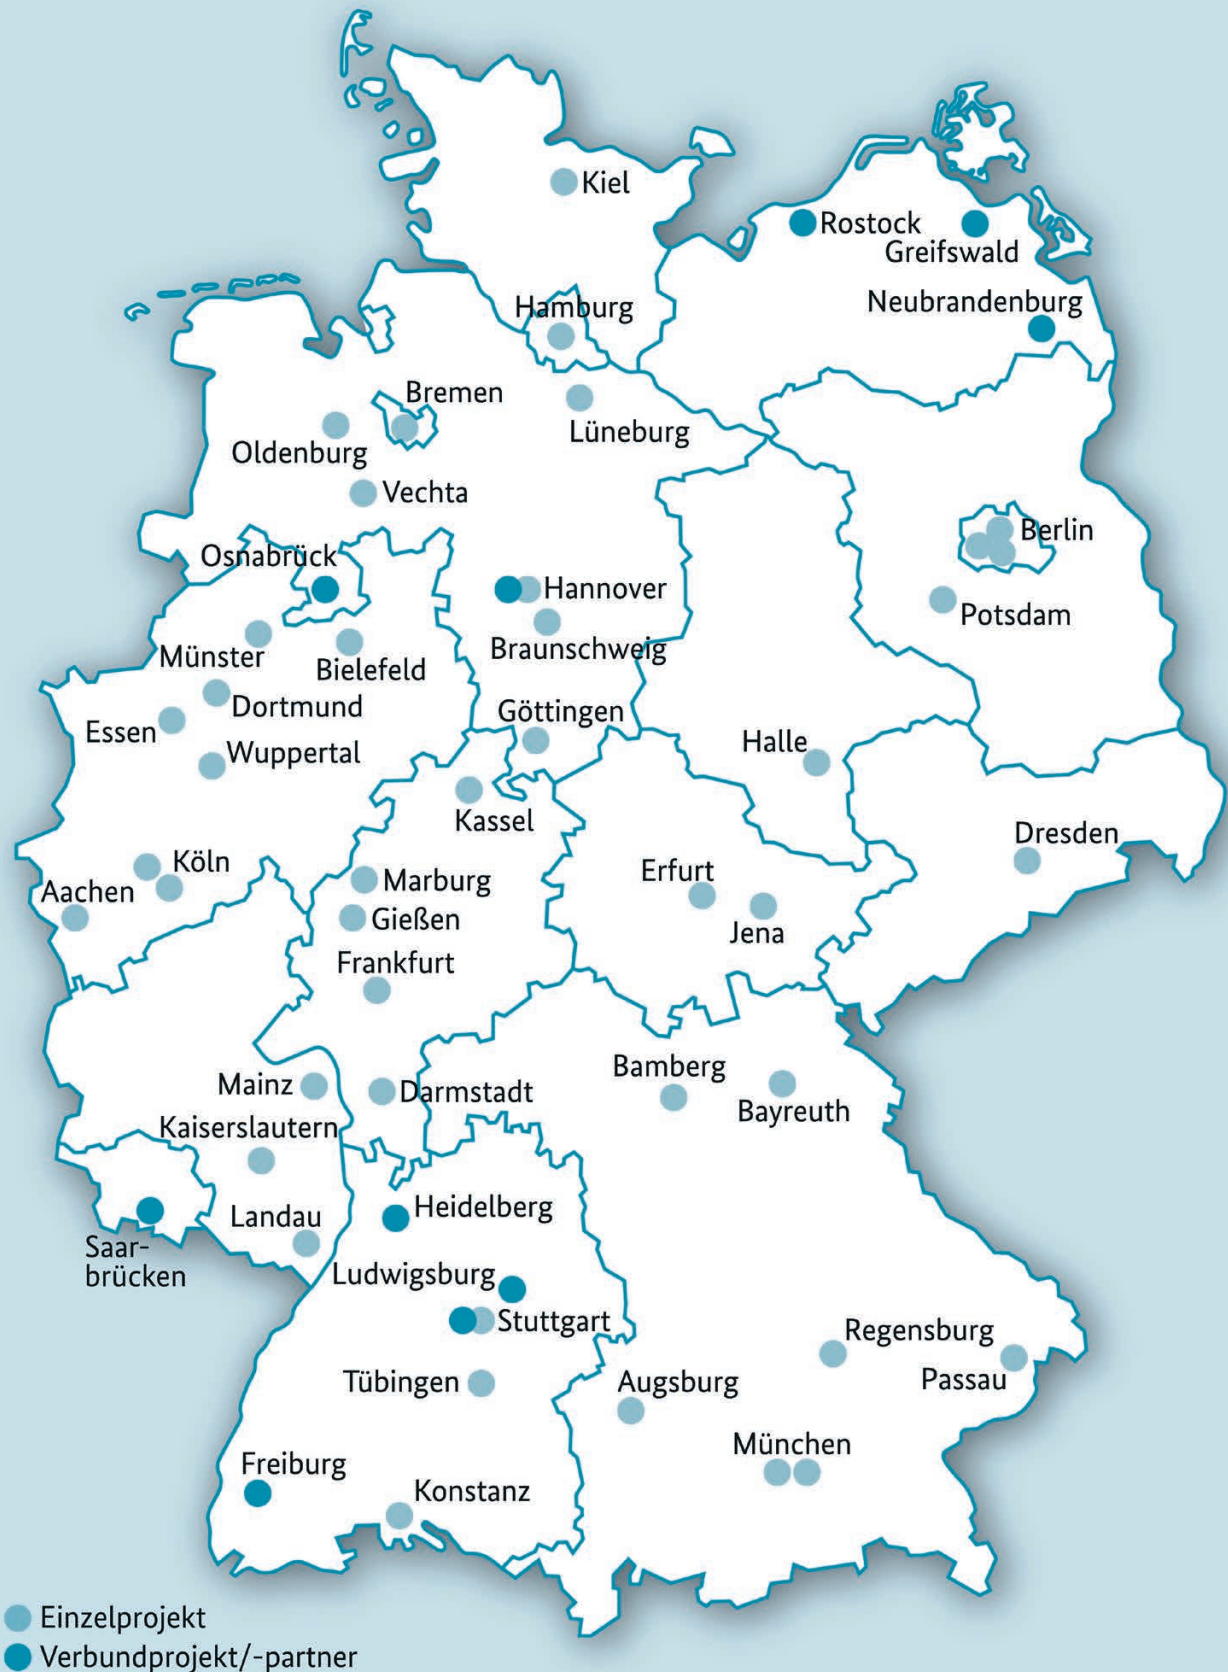 Kiel
Rostock
Greifswald
Neubrandenburg
Hamburg
Bremen
Lüneburg
Oldenburg
Vechta
Berlin
Osnabrück
Hannover
Potsdam
Braunschweig
Münster
Bielefeld
Dortmund
Göttingen
Essen
Wuppertal
Halle
Kassel
Dresden
Köln
Erfurt
Marburg
Aachen
Gießen
Jena
Frankfurt
Bamberg
Mainz
Darmstadt
Bayreuth
Kaiserslautern
Heidelberg
Landau
Saar-
brücken
Ludwigsburg
Stuttgart
Regensburg
Passau
Tübingen
Augsburg
München
Freiburg
Konstanz
Einzelprojekt
Verbundprojekt/-partner